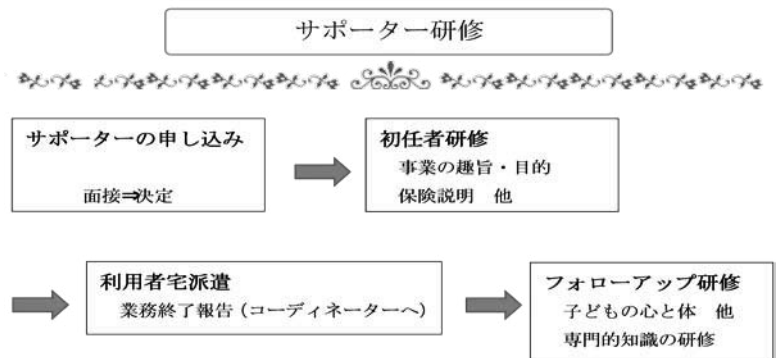 サポーター研修
サポーターの申し込み
面接⇒決定
初任者研修
事業の趣旨・目的
保険説明　他
利用者宅派遣
業務終了報告（コーディネーターへ）
フォローアップ研修
子どもの心と体　他
専門的知識の研修